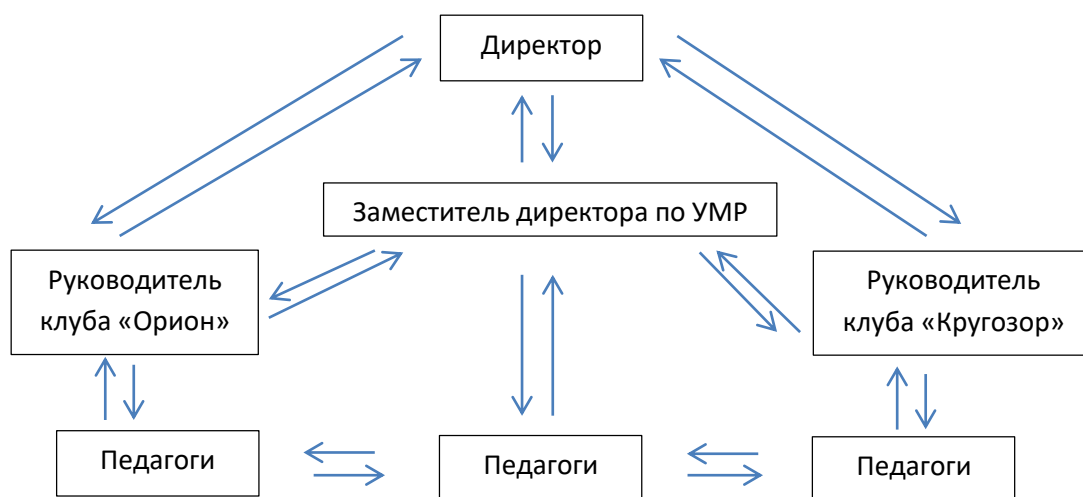 Директор
Заместитель директора по УМР
Руководитель
клуба «Орион»
Руководитель
клуба «Кругозор»
Педагоги
Педагоги
Педагоги